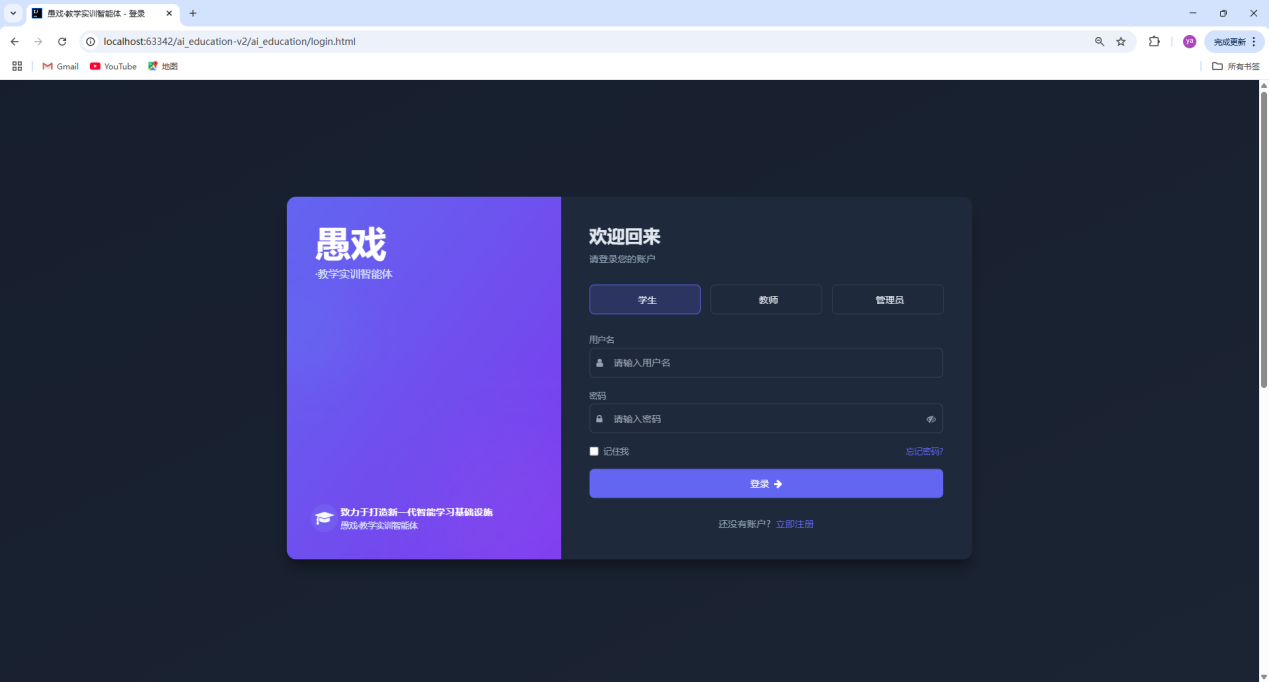 愚戏·教学实训智能体 - 登录
localhost:63342/ai_education-v2/ai_education/login.html
ya
完成更新
Gmail
YouTube
地图
所有书签
愚戏
·教学实训智能体
致力于打造新一代智能学习基础设施
愚戏·教学实训智能体
欢迎回来
请登录您的账户
学生
教师
管理员
用户名
请输入用户名
密码
请输入密码
记住我
忘记密码?
登录
还没有账户? 立即注册